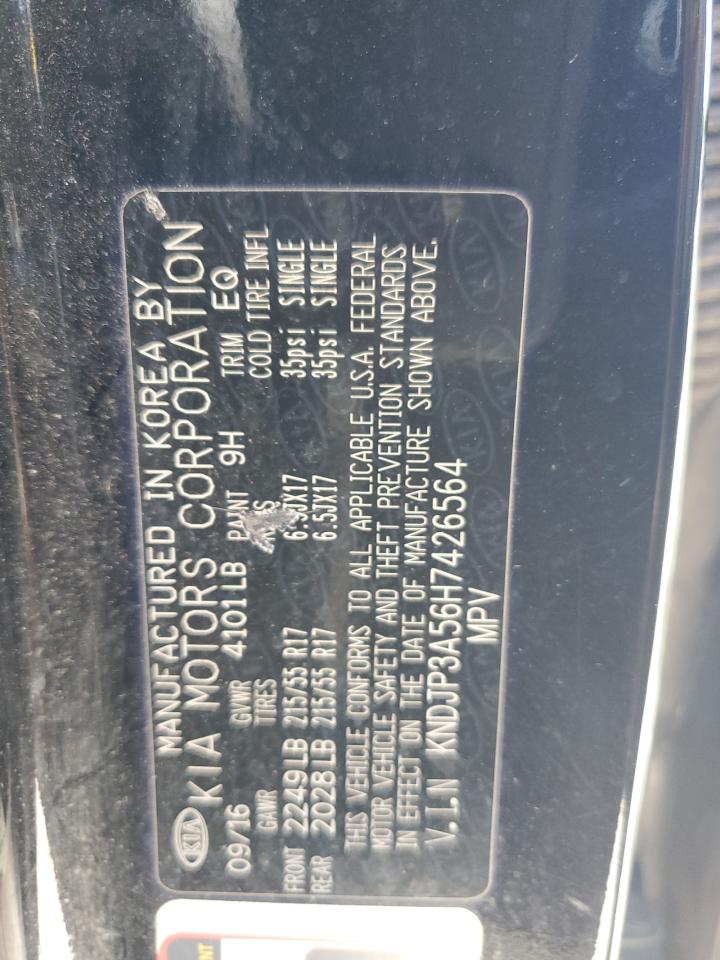 MANUFACTURED IN KOREA BY
KIA KIA MOTORS CORPORATION
09/16 GVWR 4101LB PAINT 9H TRIM EQ
GAWR TIRES COLD TIRE INFL
FRONT 2249LB 215/55 R17 6.5JX17 35psi SINGLE
REAR 2028LB 215/55 R17 6.5JX17 35psi SINGLE
THIS VEHICLE CONFORMS TO ALL APPLICABLE U.S.A. FEDERAL
MOTOR VEHICLE SAFETY AND THEFT PREVENTION STANDARDS
IN EFFECT ON THE DATE OF MANUFACTURE SHOWN ABOVE.
V.I.N KNDJP3A56H7426564
MPV